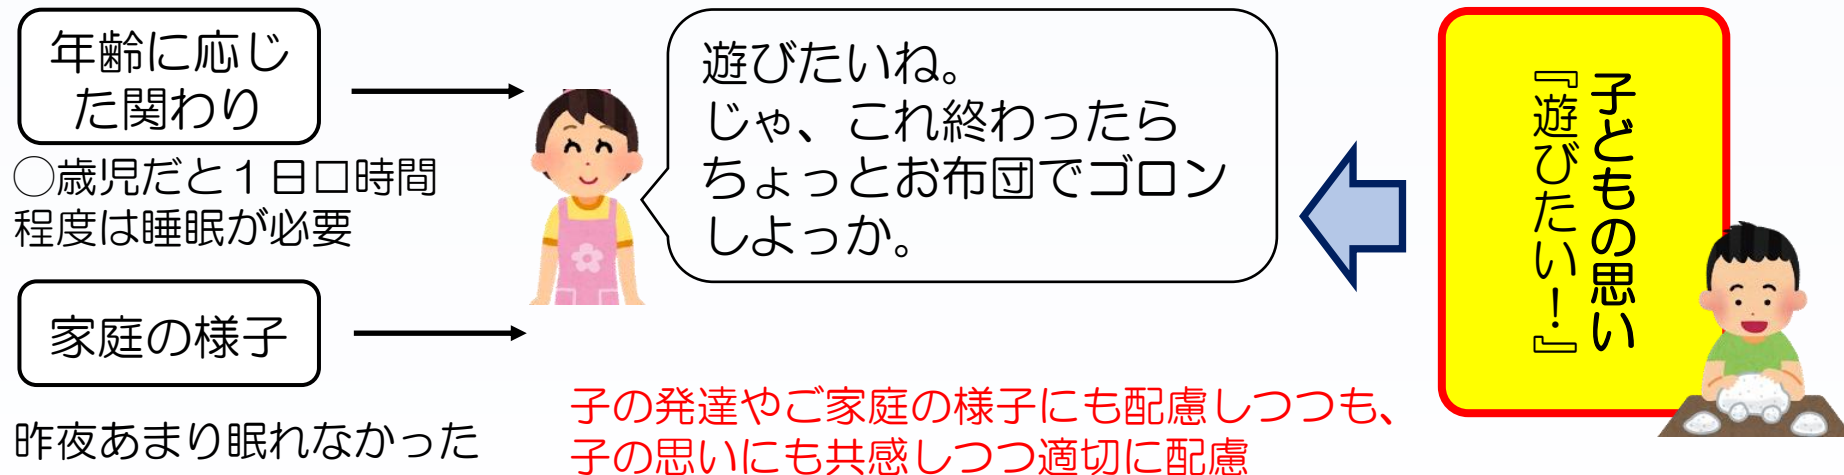 年齢に応じ
た関わり
◯歳児だと１日口時間
程度は睡眠が必要
家庭の様子
昨夜あまり眠れなかった
遊びたいね。
じゃ、これ終わったら
ちょっとお布団でゴロン
しよっか。
子どもの思い
『遊びたい！』
子の発達やご家庭の様子にも配慮しつつも、
子の思いにも共感しつつ適切に配慮